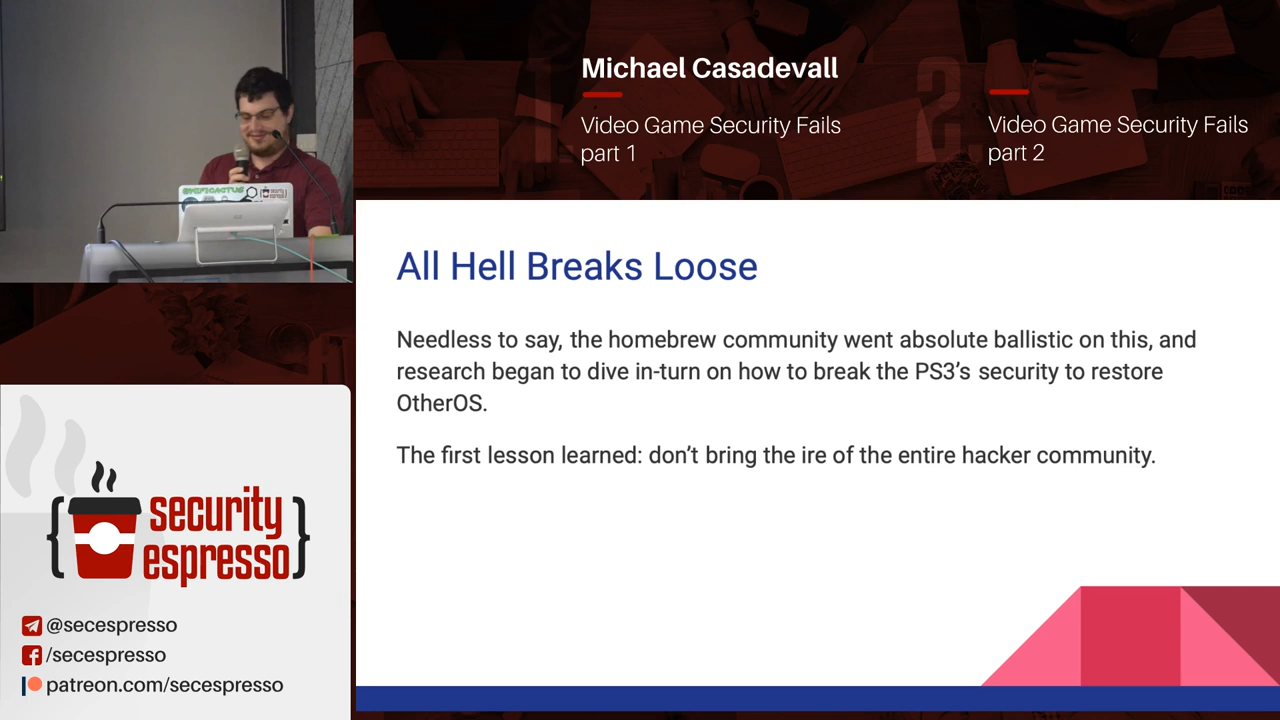 Michael Casadevall
1
Video Game Security Fails
part 1
2
Video Game Security Fails
part 2
All Hell Breaks Loose
Needless to say, the homebrew community went absolute ballistic on this, and
research began to dive in-turn on how to break the PS3’s security to restore
OtherOS.
The first lesson learned: don’t bring the ire of the entire hacker community.
{ security
espresso }
@secespresso
/secespresso
patreon.com/secespresso